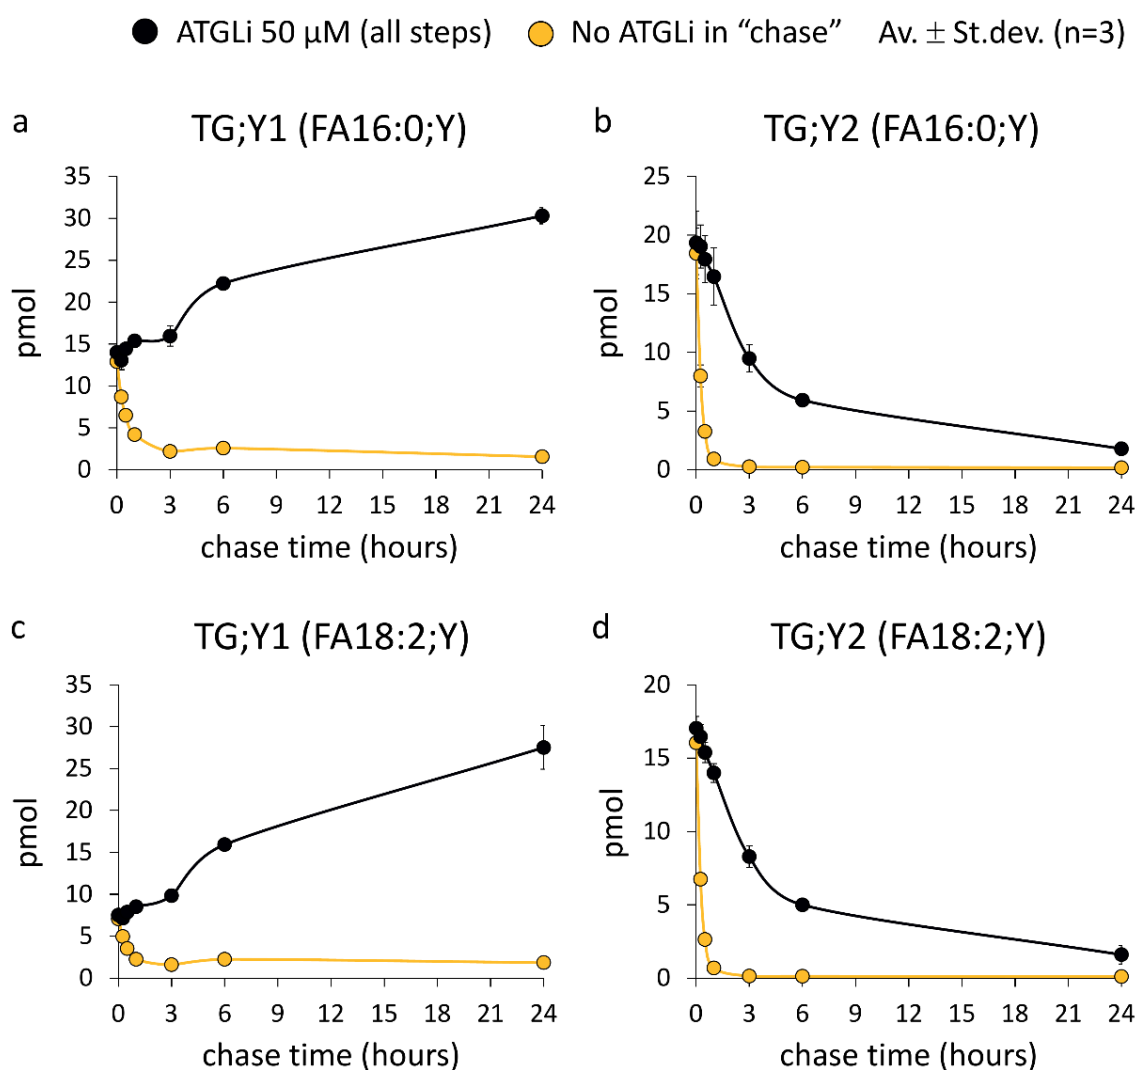 ATGLi 50 µM (all steps) No ATGLi in “chase” Av. ± St.dev. (n=3)
a TG;Y1 (FA16:0;Y)
35
30
25
20
15
10
5
0
pmol
0 3 6 9 12 15 18 21 24
chase time (hours)
b TG;Y2 (FA16:0;Y)
25
20
15
10
5
0
pmol
0 3 6 9 12 15 18 21 24
chase time (hours)
c TG;Y1 (FA18:2;Y)
35
30
25
20
15
10
5
0
pmol
0 3 6 9 12 15 18 21 24
chase time (hours)
d TG;Y2 (FA18:2;Y)
20
15
10
5
0
pmol
0 3 6 9 12 15 18 21 24
chase time (hours)